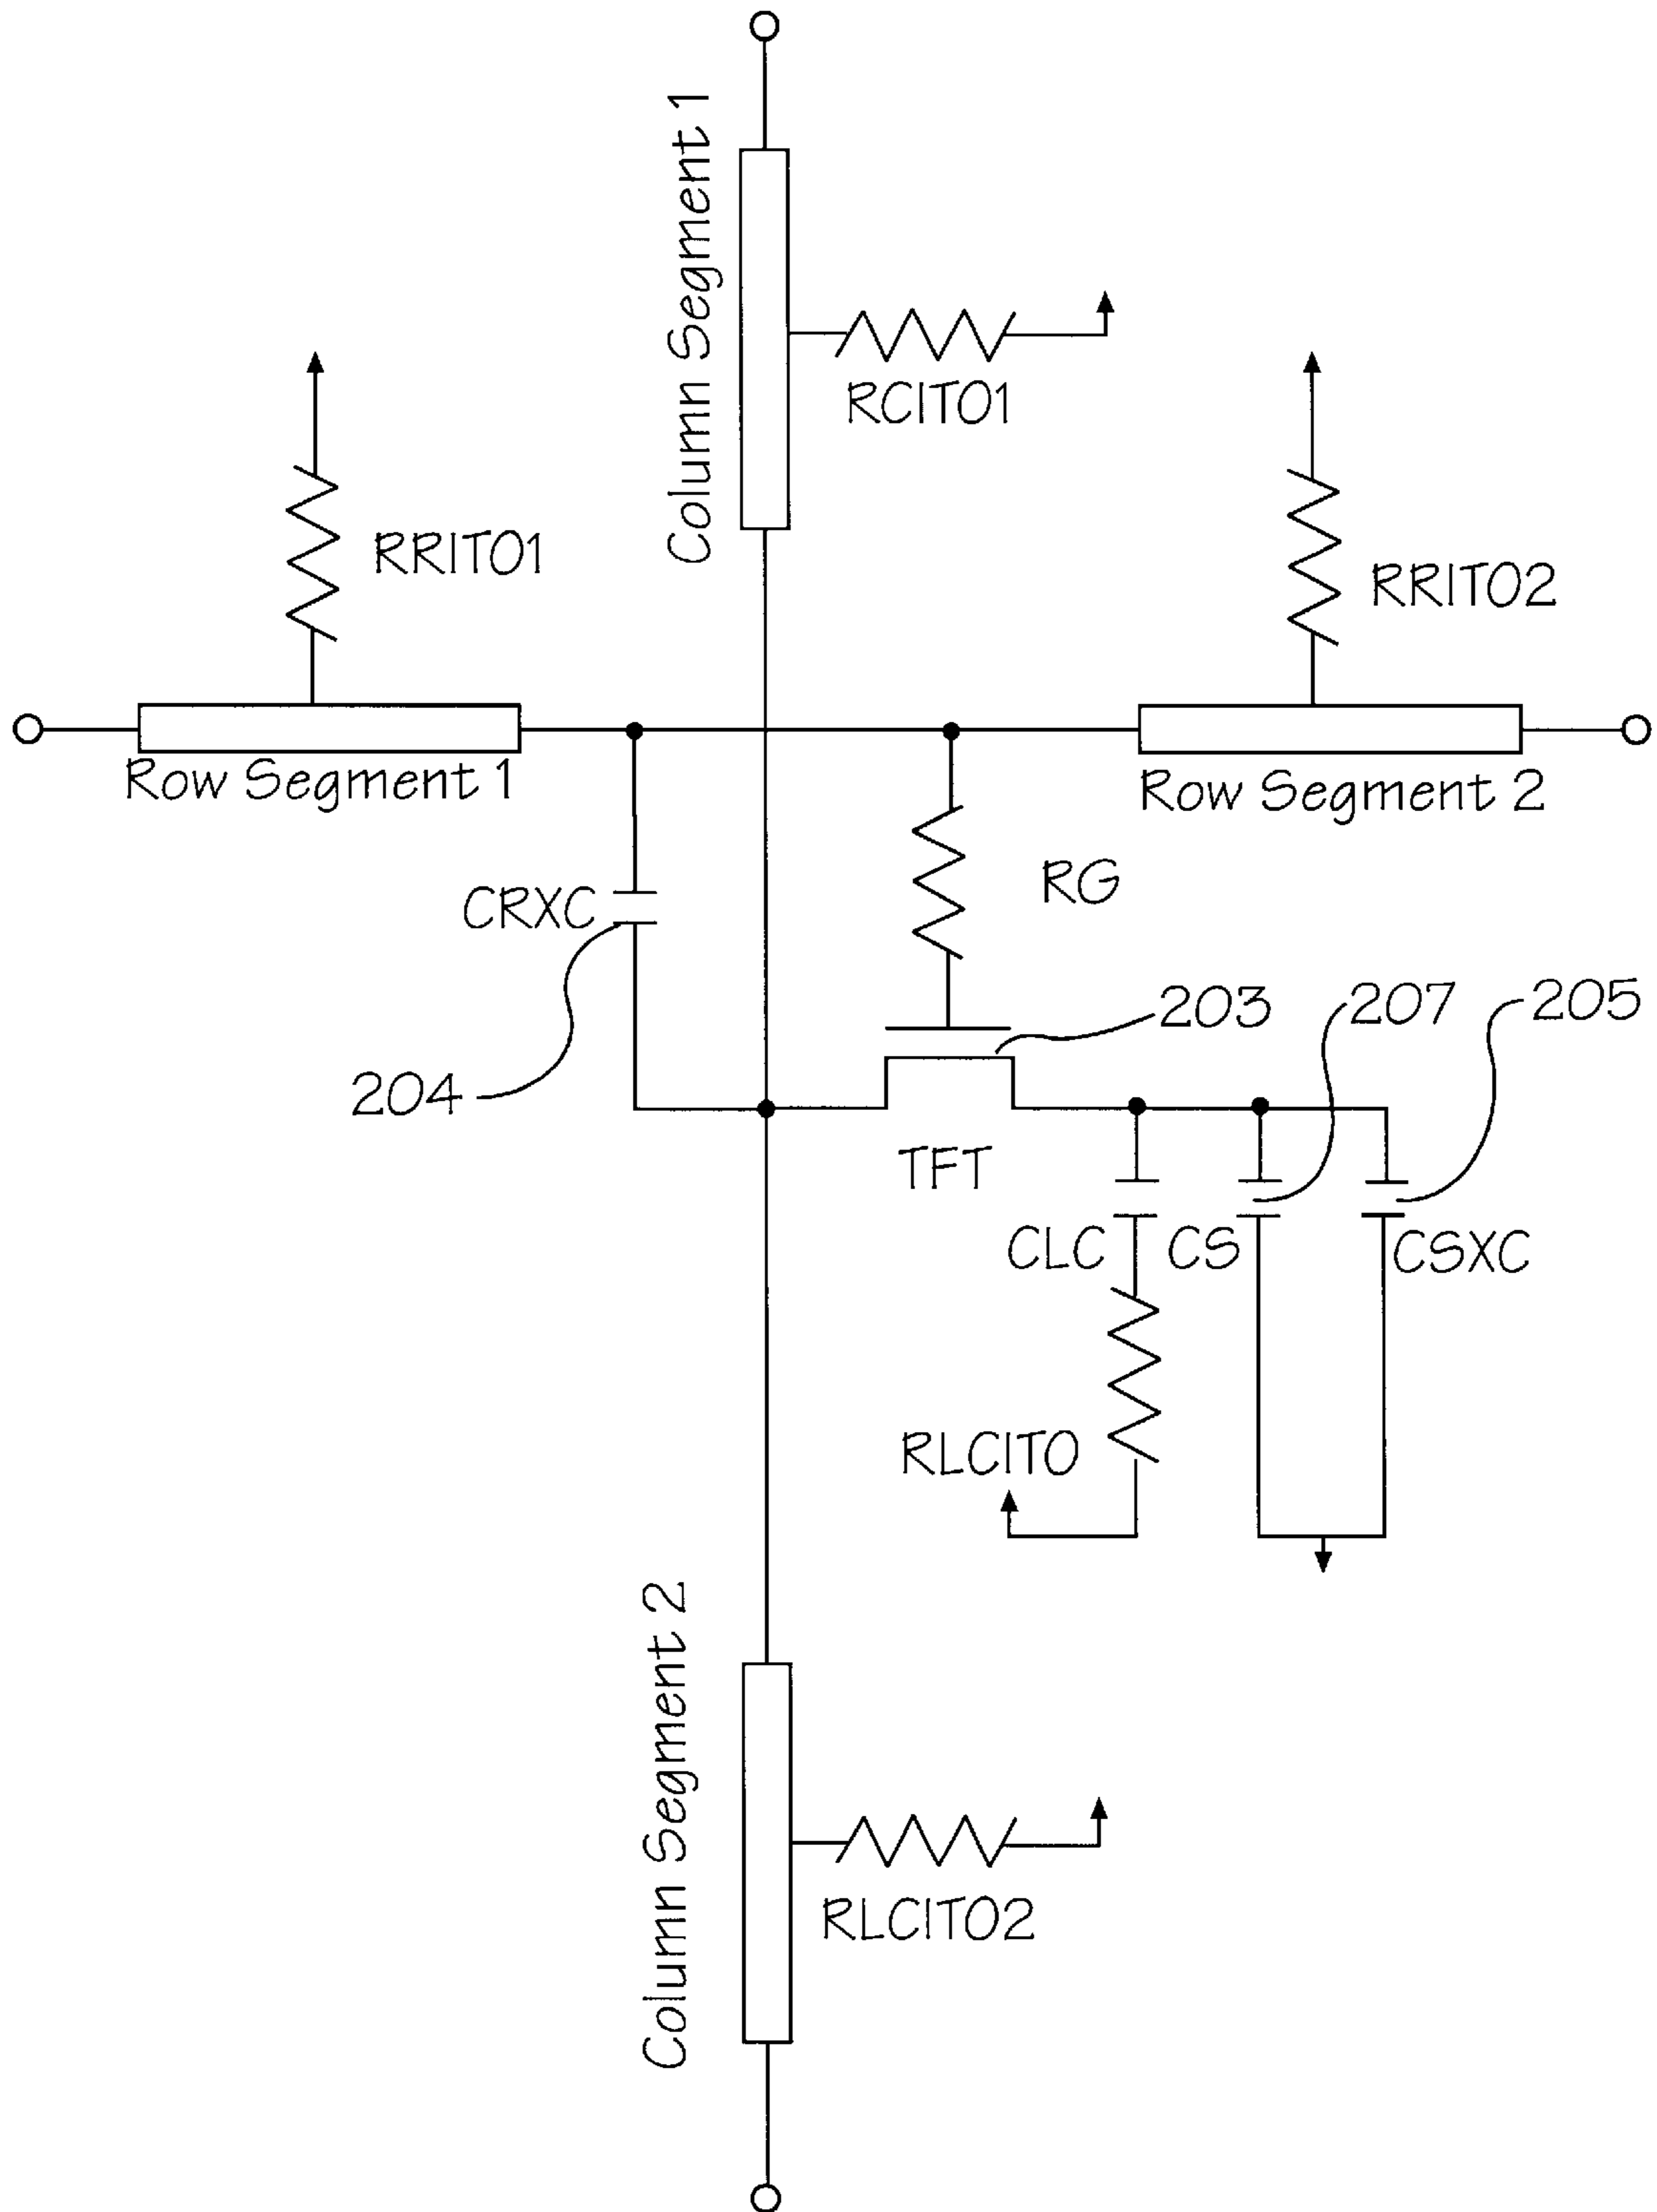 Column Segment 1
RCITO1
RRITO1
RRITO2
Row Segment 1
Row Segment 2
RG
CRXC
203
207
205
204
TFT
CLC
CS
CSXC
RLCITO
Column Segment 2
RLCITO2